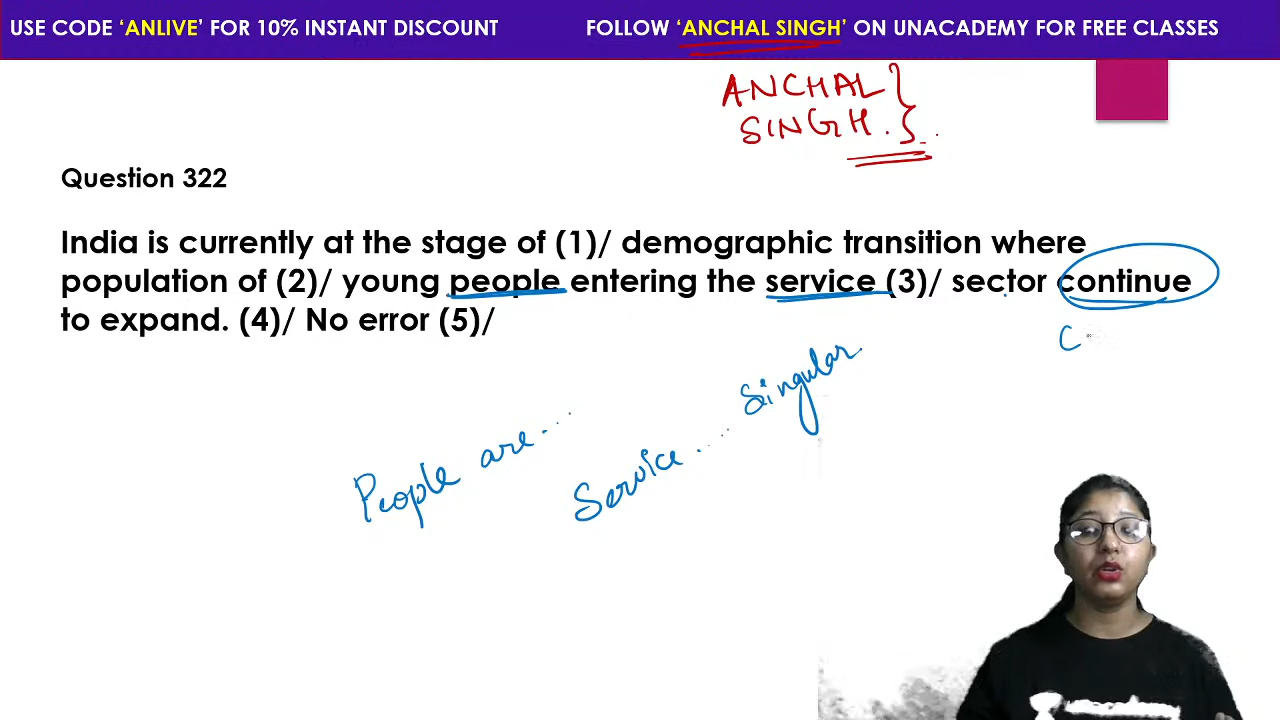 USE CODE ‘ANLIVE’ FOR 10% INSTANT DISCOUNT
FOLLOW ‘ANCHAL SINGH’ ON UNACADEMY FOR FREE CLASSES
ANCHAL
SINGH.
Question 322
India is currently at the stage of (1)/ demographic transition where
population of (2)/ young people entering the service (3)/ sector continue
to expand. (4)/ No error (5)/
C
Singular
People are...
Service....